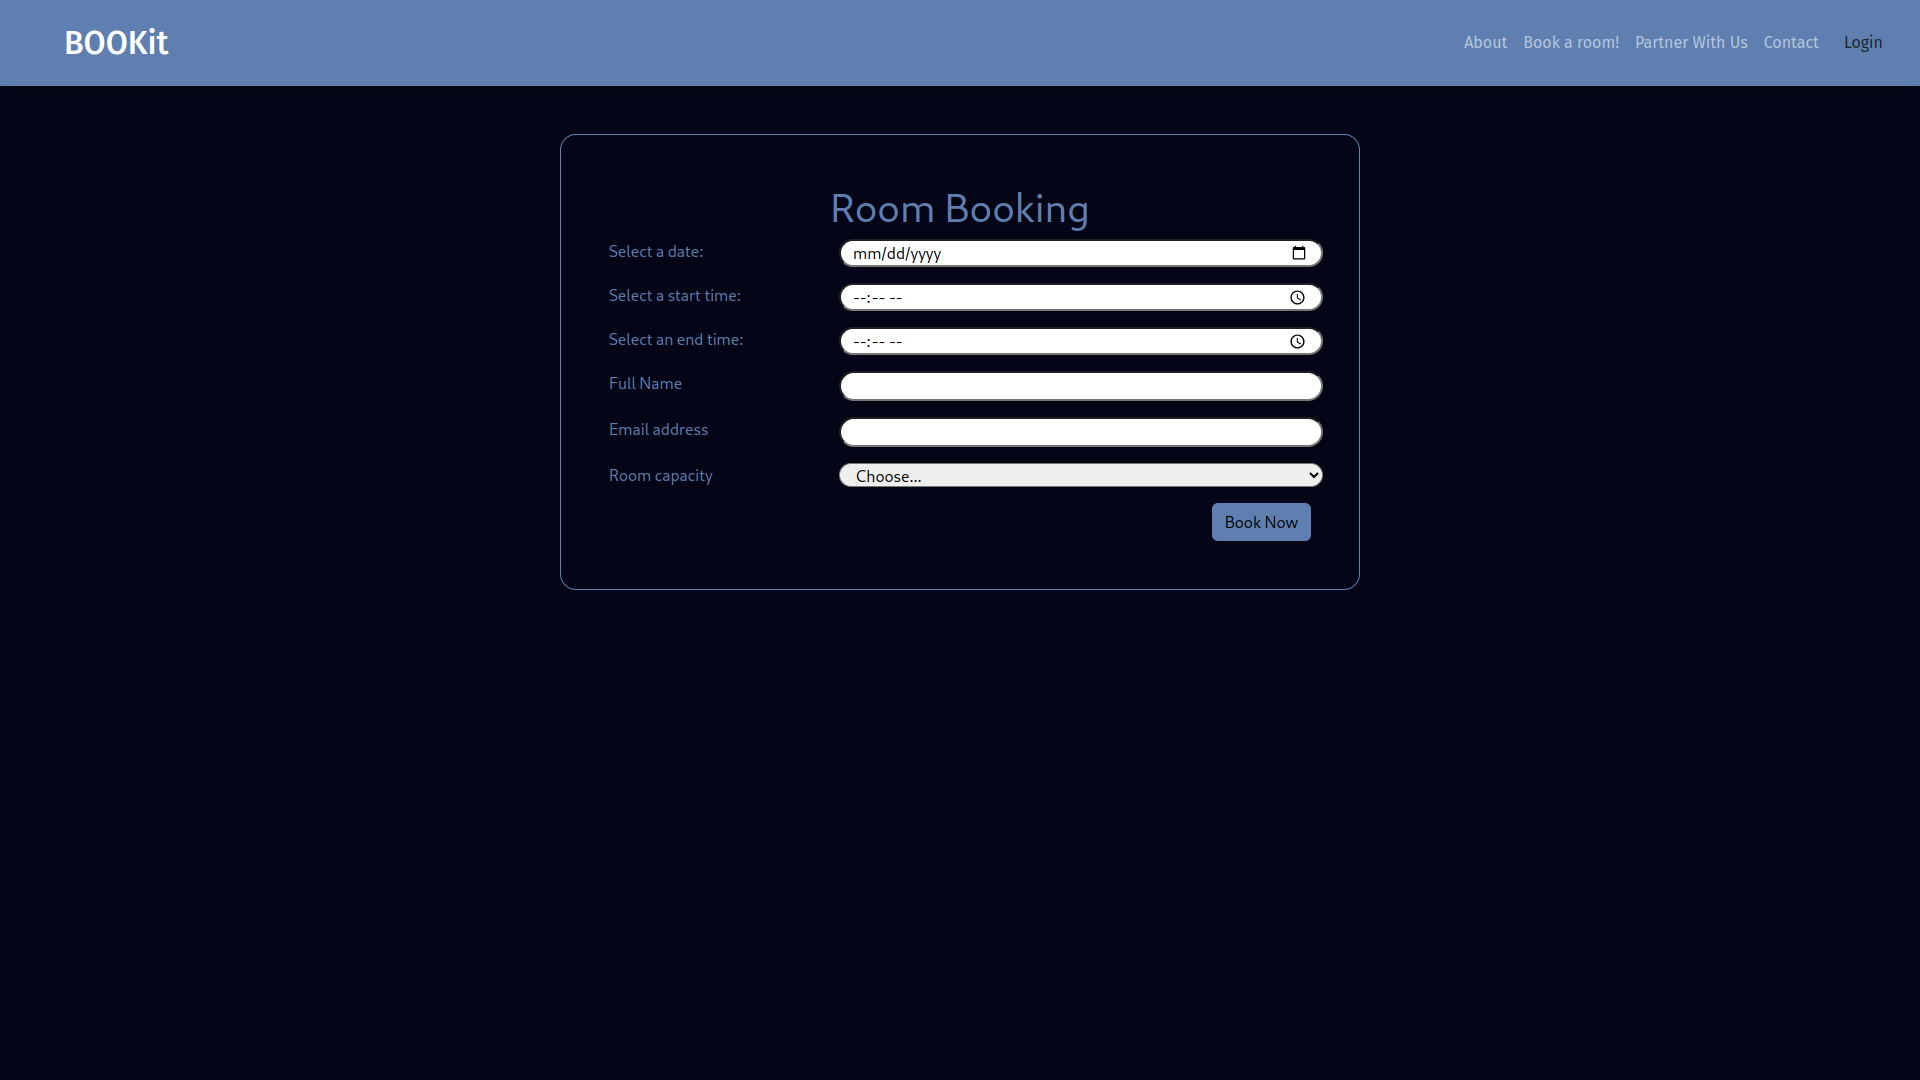 BOOKit
About Book a room! Partner With Us Contact Login
Room Booking
Select a date: mm/dd/yyyy
Select a start time: --:-- --
Select an end time: --:-- --
Full Name
Email address
Room capacity Choose...
Book Now